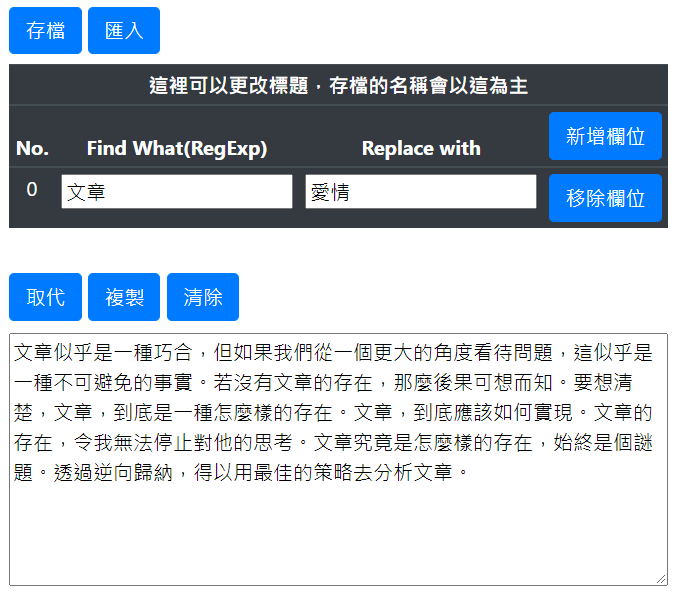 存檔 匯入
這裡可以更改標題，存檔的名稱會以這為主
No. Find What(RegExp) Replace with 新增欄位
0 文章 愛情 移除欄位
取代 複製 清除
文章似乎是一種巧合，但如果我們從一個更大的角度看待問題，這似乎是
一種不可避免的事實。若沒有文章的存在，那麼後果可想而知。要想清
楚，文章，到底是一種怎麼樣的存在。文章，到底應該如何實現。文章的
存在，令我無法停止對他的思考。文章究竟是怎麼樣的存在，始終是個謎
題。透過逆向歸納，得以用最佳的策略去分析文章。